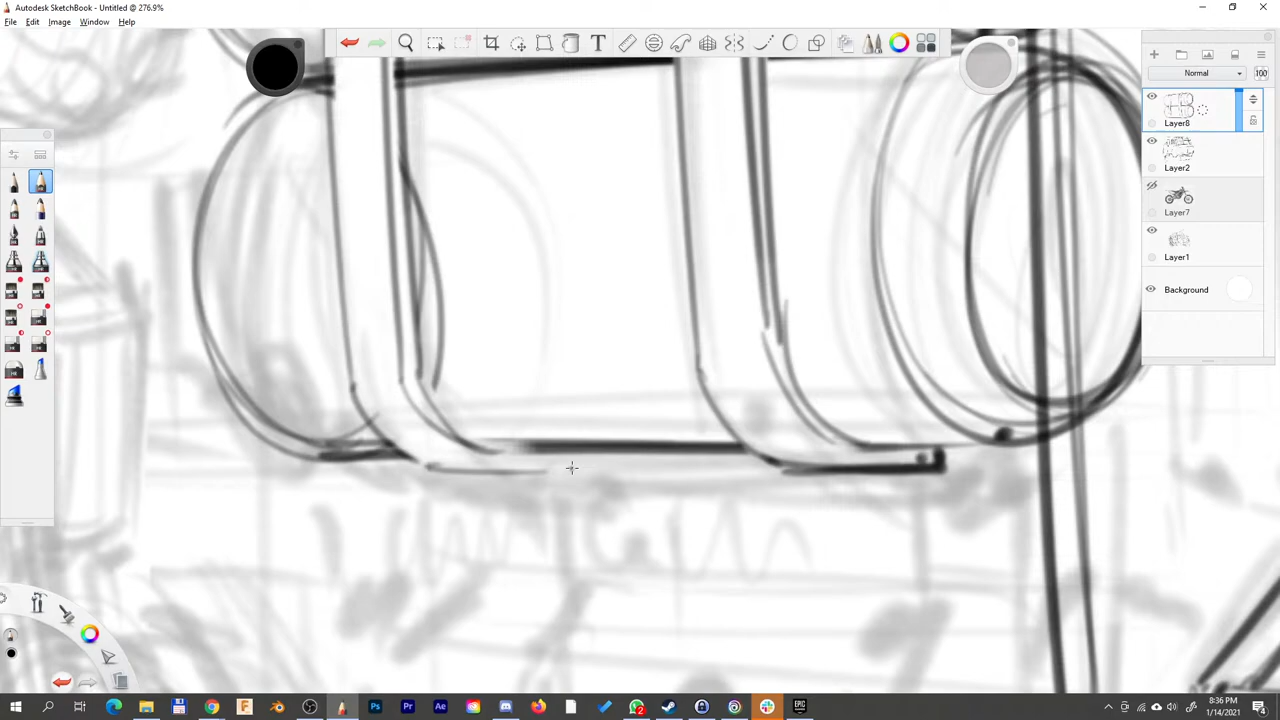 Autodesk SketchBook - Untitled @ 276.9%
File Edit Image Window Help
Normal 100
Layer8
Layer2
Layer7
Layer1
Background
8:36 PM
1/14/2021